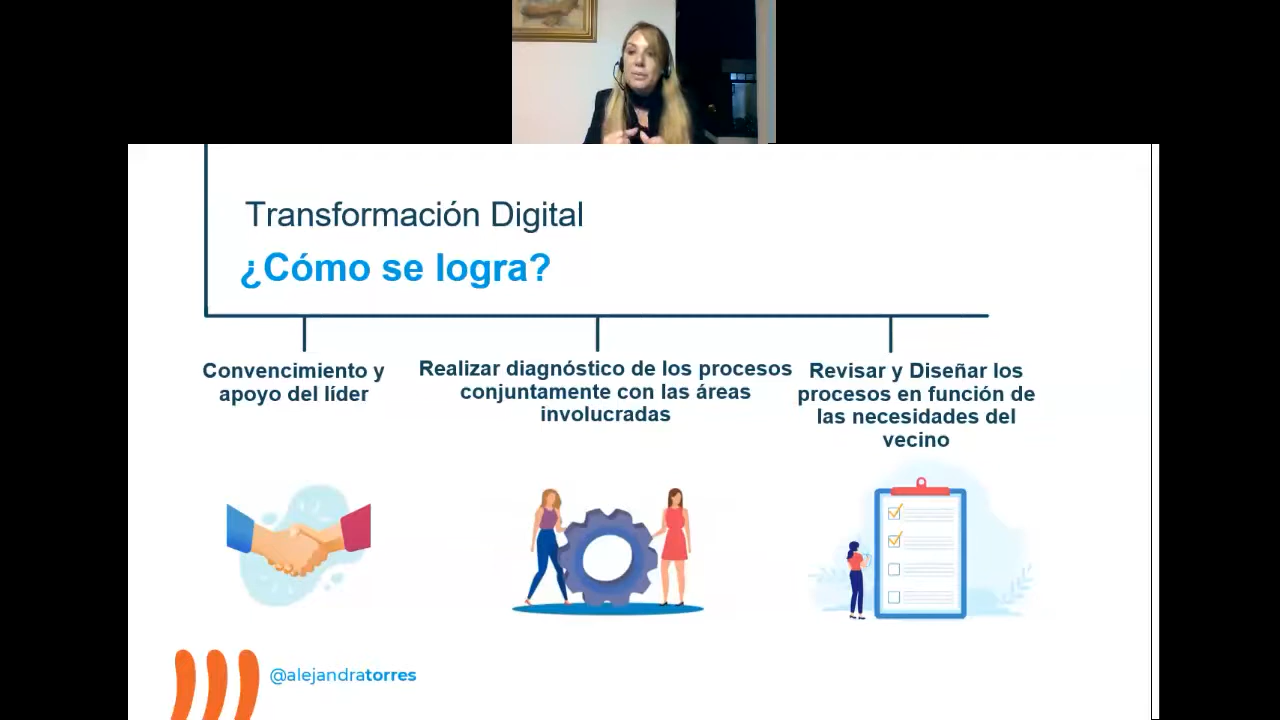 Transformación Digital
¿Cómo se logra?
Convencimiento y
apoyo del líder
Realizar diagnóstico de los procesos
conjuntamente con las áreas
involucradas
Revisar y Diseñar los
procesos en función de
las necesidades del
vecino
@alejandratorres